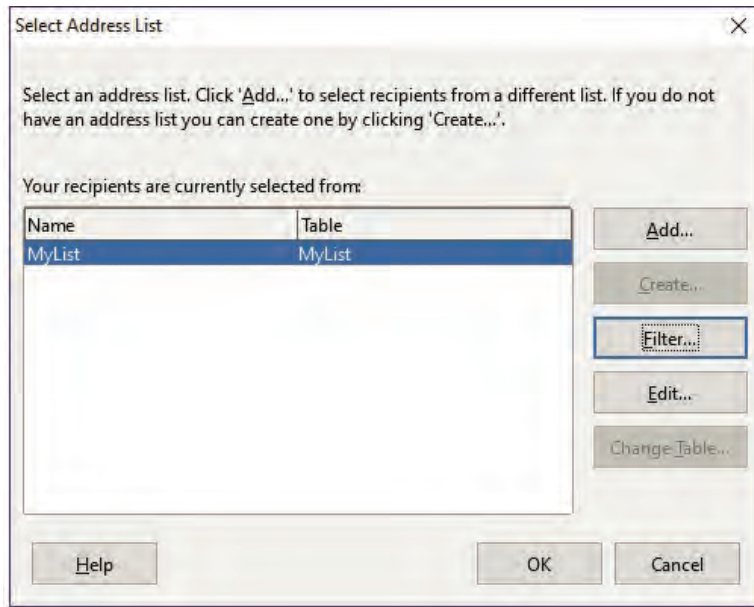 Select Address List
Select an address list. Click 'Add...' to select recipients from a different list. If you do not
have an address list you can create one by clicking 'Create...'.
Your recipients are currently selected from:
Name Table
MyList MyList
Add...
Create...
Filter...
Edit...
Change Table...
Help OK Cancel